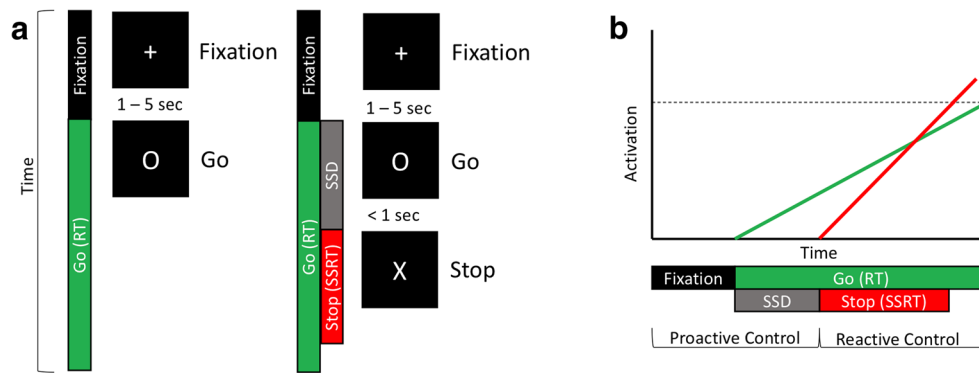 a
Time
Fixation
Go (RT)
+
Fixation
1 – 5 sec
O
Go
Fixation
Go (RT)
SSD
Stop (SSRT)
+
Fixation
1 – 5 sec
O
Go
< 1 sec
X
Stop
b
Activation
Time
Fixation
Go (RT)
SSD
Stop (SSRT)
Proactive Control
Reactive Control